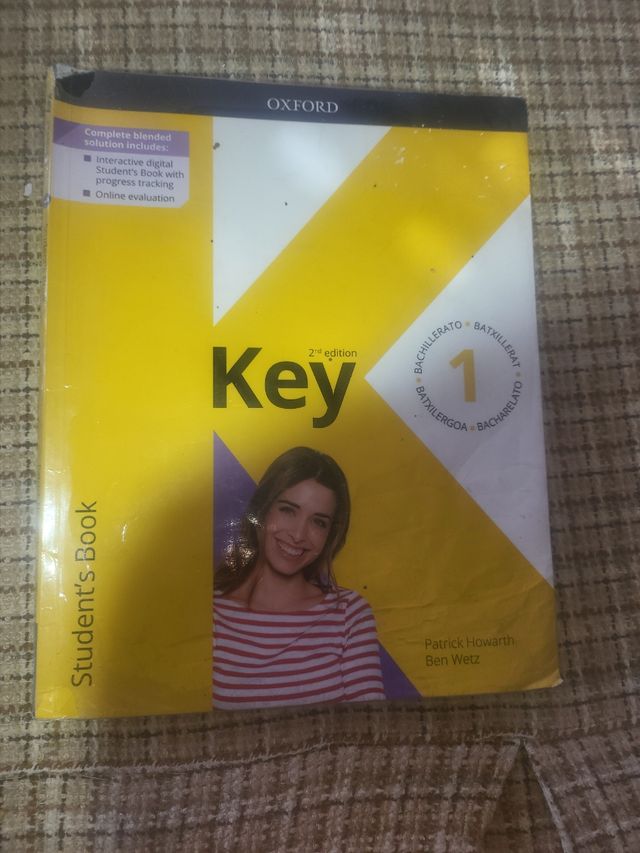 OXFORD
Complete blended
solution includes:
■ Interactive digital
Student's Book with
progress tracking
■ Online evaluation
2nd edition
Key
BACHILLERATO • BATXILLERAT • BACHARELATO • BATXILERGOA •
1
Student's Book
Patrick Howarth
Ben Wetz